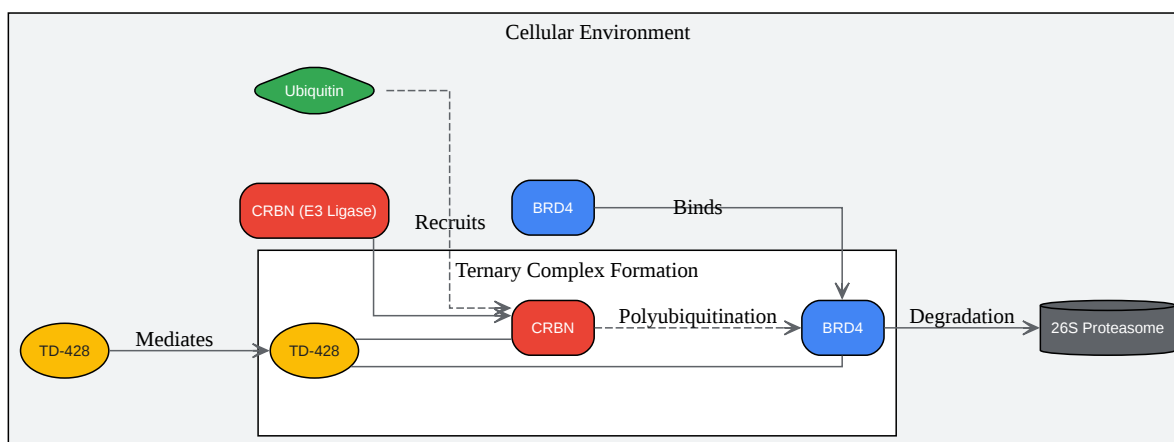 Cellular Environment
Ubiquitin
CRBN (E3 Ligase)
BRD4
Binds
Recruits
Ternary Complex Formation
TD-428
Mediates
TD-428
CRBN
Polyubiquitination
BRD4
Degradation
26S Proteasome